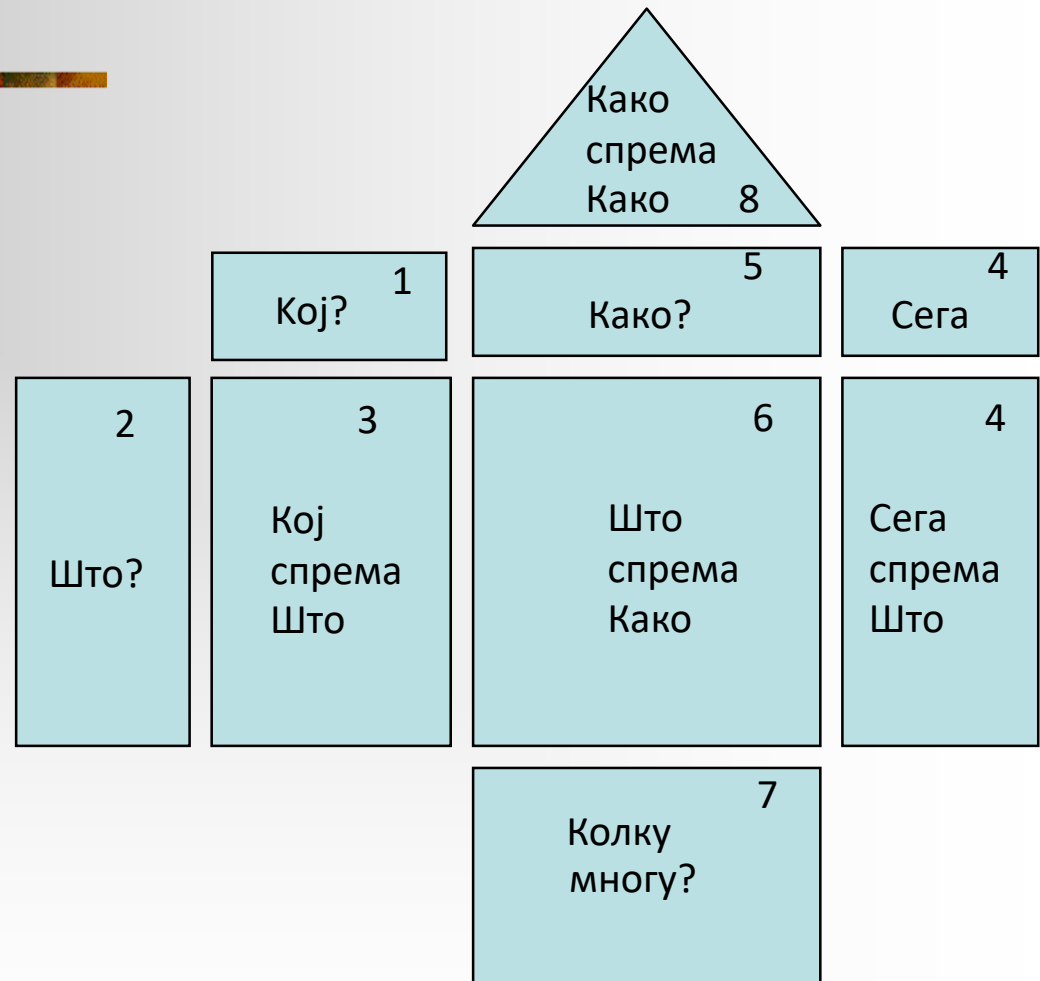 Како
спрема
Како 8
1
Кој?
5
Како?
4
Сега
2
Што?
3
Кој
спрема
Што
6
Што
спрема
Како
4
Сега
спрема
Што
7
Колку
многу?